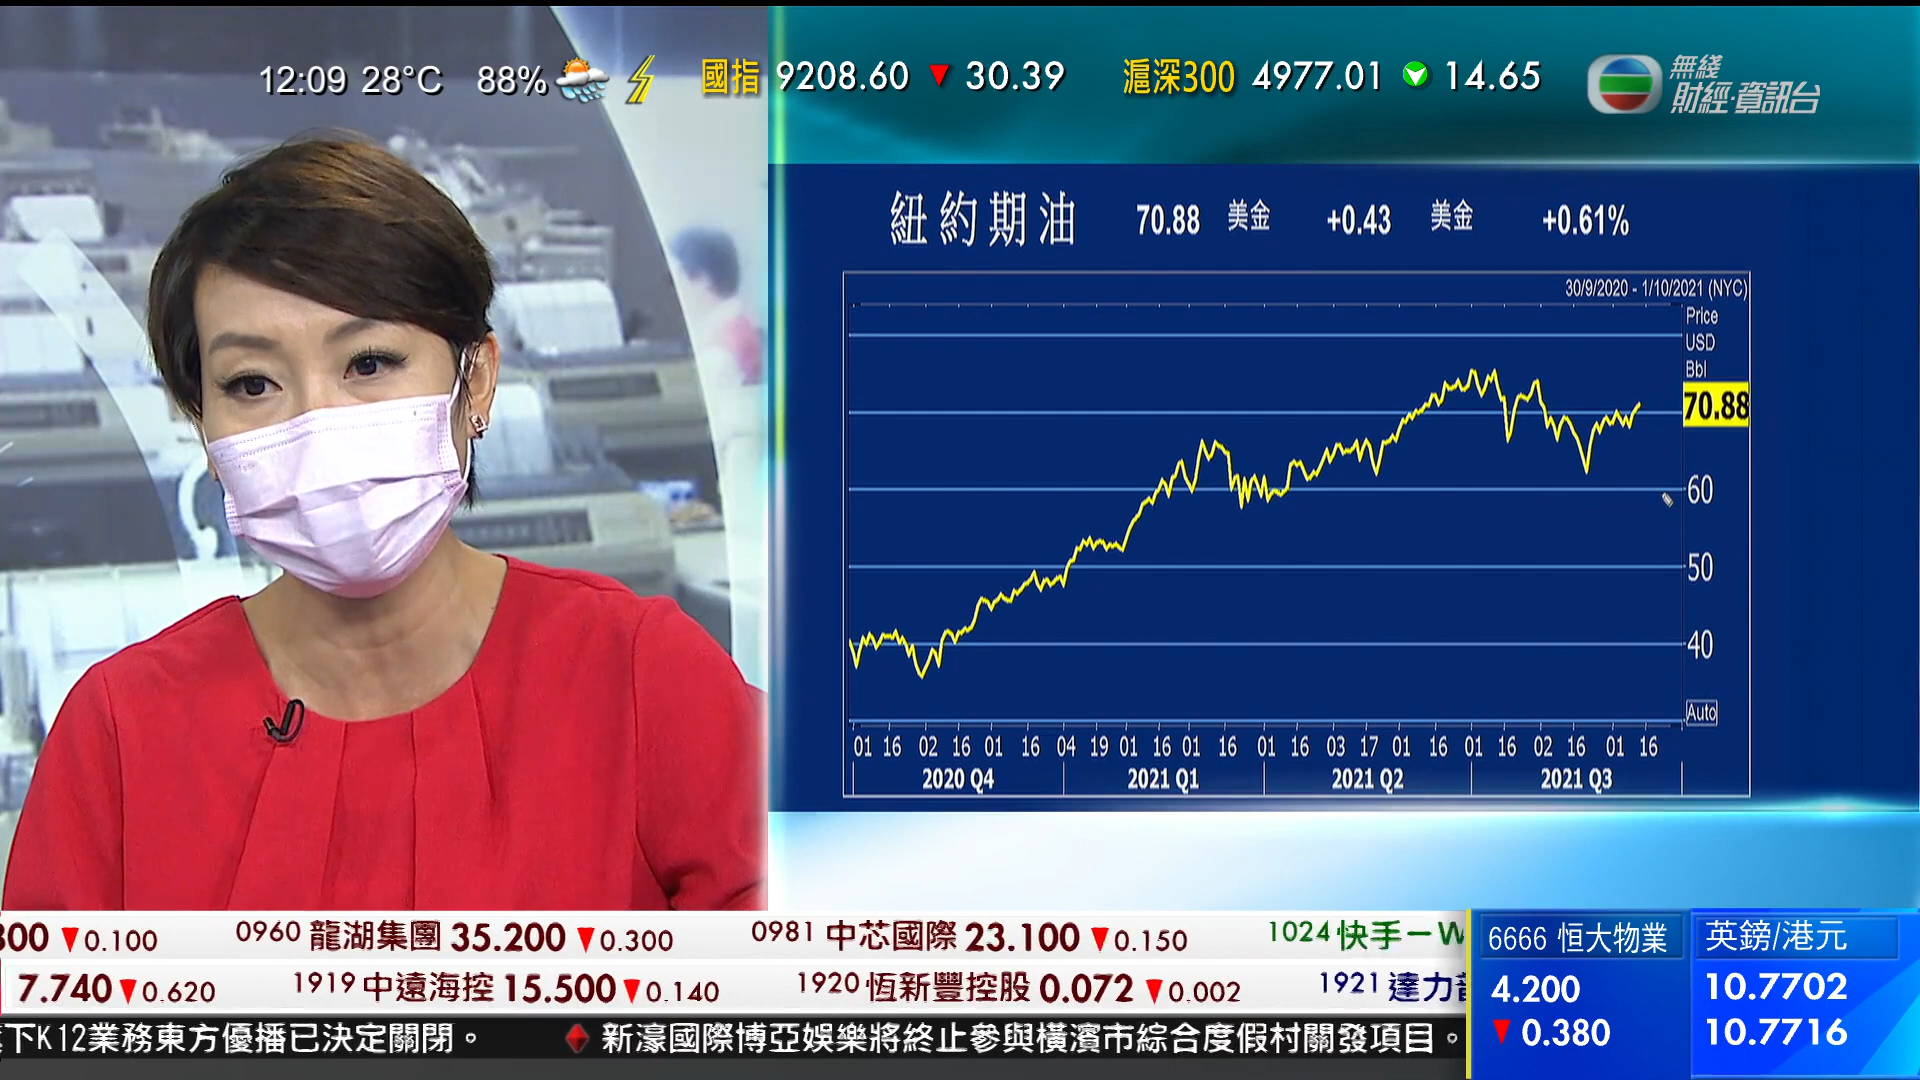 12:09 28°C 88% 國指 9208.60 ▼ 30.39 滬深300 4977.01 14.65
無綫
財經·資訊台
紐約期油 70.88 美金 +0.43 美金 +0.61%
30/9/2020 - 1/10/2021 (NYC)
Price
USD
Bbl
70.88
60
50
40
Auto
01 16 02 16 01 16 04 19 01 16 01 16 01 16 03 17 01 16 01 16 02 16 01 16
2020 Q4 2021 Q1 2021 Q2 2021 Q3
300 ▼0.100 0960 龍湖集團 35.200 ▼0.300 0981 中芯國際 23.100 ▼0.150 1024 快手－W
7.740 ▼0.620 1919 中遠海控 15.500 ▼0.140 1920 恆新豐控股 0.072 ▼0.002 1921 達力普
下K12業務東方優播已決定關閉。 新濠國際博亞娛樂將終止參與橫濱市綜合度假村關發項目。
6666 恒大物業
4.200
▼ 0.380
英鎊/港元
10.7702
10.7716